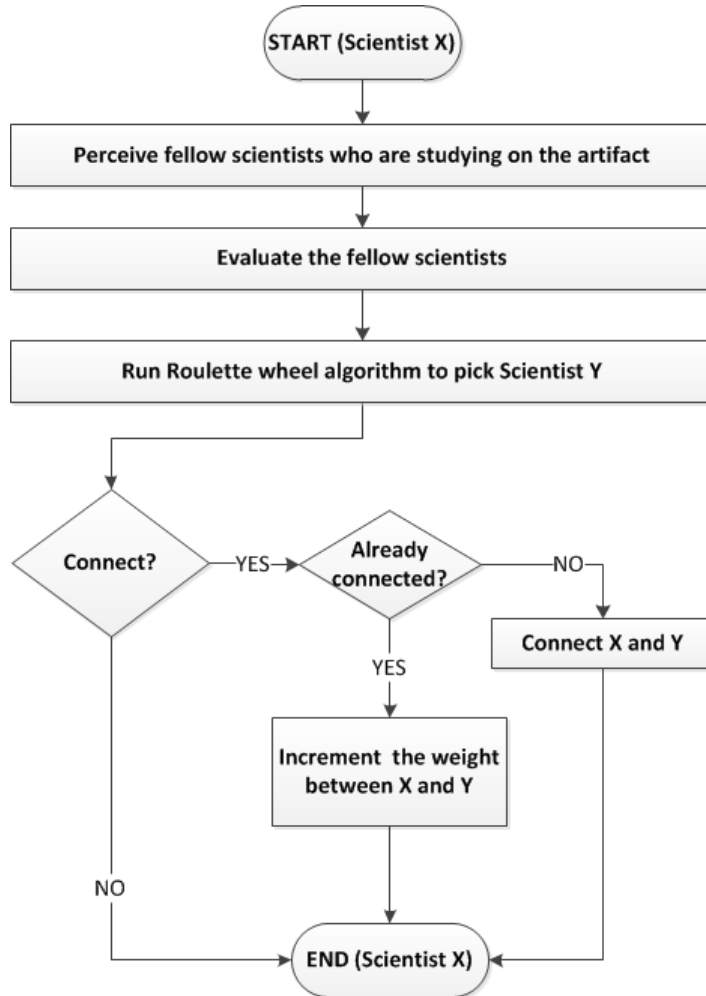 START (Scientist X)
Perceive fellow scientists who are studying on the artifact
Evaluate the fellow scientists
Run Roulette wheel algorithm to pick Scientist Y
Connect?
YES
Already
connected?
NO
Connect X and Y
YES
Increment the weight
between X and Y
NO
END (Scientist X)